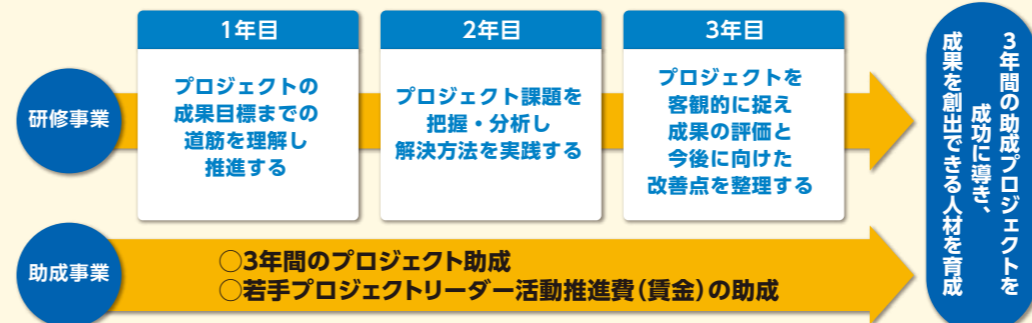 研修事業
1年目
プロジェクトの
成果目標までの
道筋を理解し
推進する
2年目
プロジェクト課題を
把握・分析し
解決方法を実践する
3年目
プロジェクトを
客観的に捉え
成果の評価と
今後に向けた
改善点を整理する
助成事業
○3年間のプロジェクト助成
○若手プロジェクトリーダー活動推進費(賃金)の助成
3年間の助成プロジェクトを
成功に導き、
成果を創出できる人材を育成